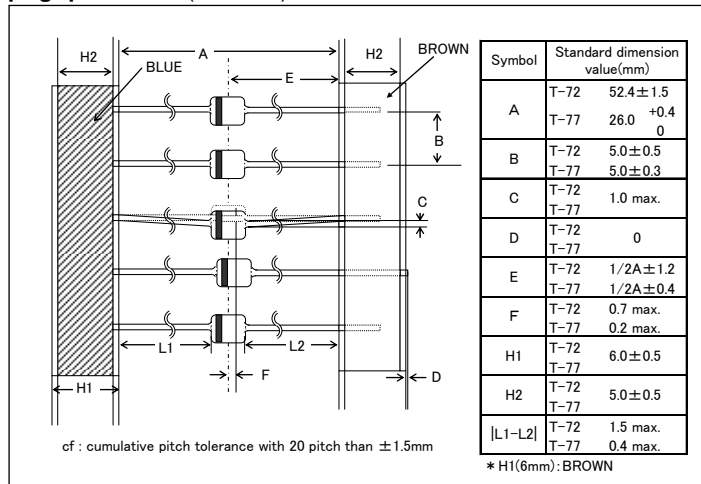 H2
A
H2
BROWN
BLUE
E
B
C
L1
L2
F
H1
D
cf : cumulative pitch tolerance with 20 pitch than ±1.5mm
Symbol Standard dimension
value(mm)
A T-72 52.4±1.5
T-77 26.0 +0.4
0
B T-72 5.0±0.5
T-77 5.0±0.3
C T-72 1.0 max.
T-77
D T-72 0
T-77
E T-72 1/2A±1.2
T-77 1/2A±0.4
F T-72 0.7 max.
T-77 0.2 max.
H1 T-72 6.0±0.5
T-77
H2 T-72 5.0±0.5
T-77
|L1-L2| T-72 1.5 max.
T-77 0.4 max.
* H1(6mm):BROWN